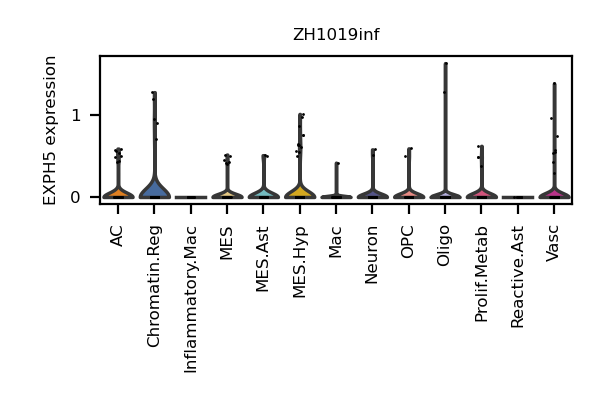 ZH1019inf
EXPH5 expression
1
0
AC
Chromatin.Reg
Inflammatory.Mac
MES
MES.Ast
MES.Hyp
Mac
Neuron
OPC
Oligo
Prolif.Metab
Reactive.Ast
Vasc